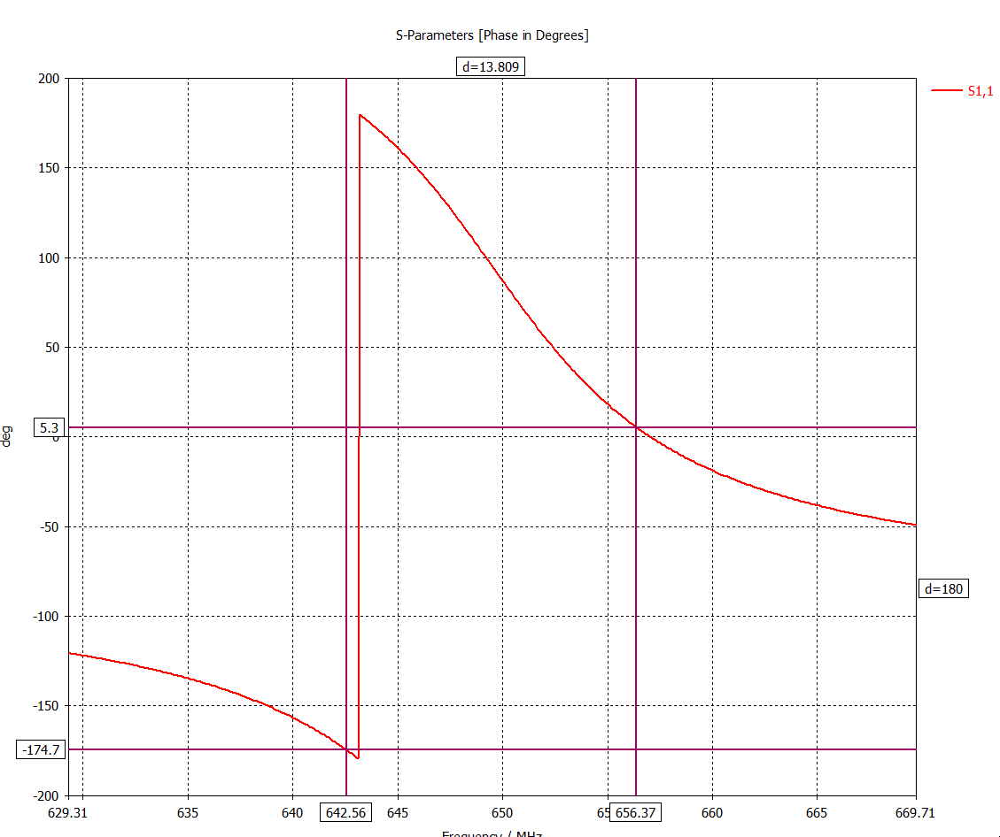 S-Parameters [Phase in Degrees]
d=13.809
200
S1,1
150
100
50
5.3
0
deg
-50
d=180
-100
-150
-174.7
-200
629.31 635 640 642.56 645 650 65 656.37 660 665 669.71
Frequency / MHz